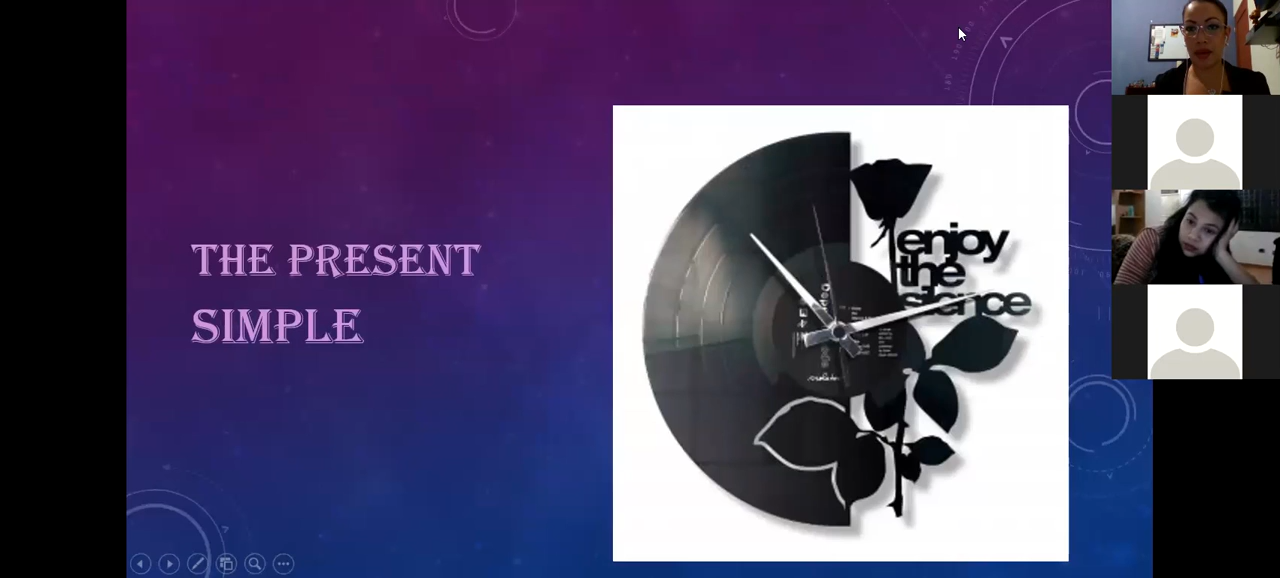 THE PRESENT
SIMPLE
enjoy
the
silence